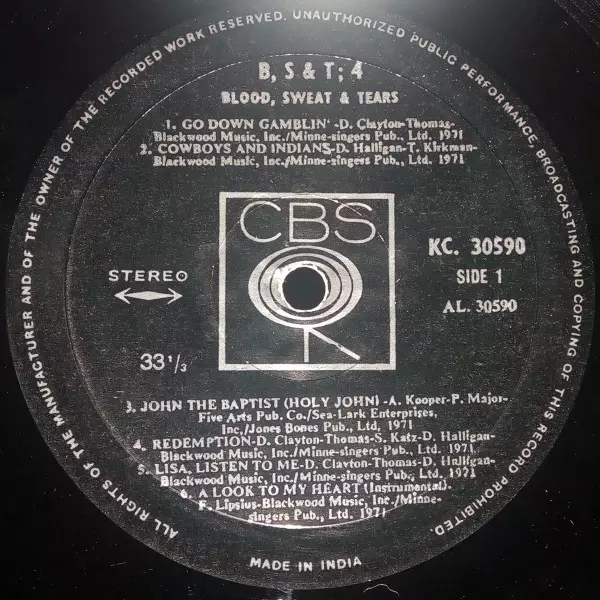 ALL RIGHTS OF THE MANUFACTURER AND OF THE OWNER OF THE RECORDED WORK RESERVED. UNAUTHORIZED PUBLIC PERFORMANCE, BROADCASTING AND COPYING OF THIS RECORD PROHIBITED.
B, S & T; 4
BLOOD, SWEAT & TEARS
1. GO DOWN GAMBLIN' -D. Clayton-Thomas-
Blackwood Music, Inc./Minne-singers Pub., Ltd. 1971
2. COWBOYS AND INDIANS-D. Halligan-T. Kirkman-
Blackwood Music, Inc./Minne-singers Pub., Ltd. 1971
CBS
STEREO
33 1/3
KC. 30590
SIDE 1
AL. 30590
3. JOHN THE BAPTIST (HOLY JOHN) -A. Kooper-P. Major-
Five Arts Pub. Co./Sea-Lark Enterprises,
Inc./Jones Bones Pub., Ltd, 1971
4. REDEMPTION-D. Clayton-Thomas-S. Katz-D. Halligan-
Blackwood Music, Inc./Minne-singers Pub., Ltd. 1971
5. LISA, LISTEN TO ME-D. Clayton-Thomas-D. Halligan-
Blackwood Music, Inc./Minne-singers Pub., Ltd. 1971
6. A LOOK TO MY HEART (Instrumental)-
F. Lipsius-Blackwood Music, Inc./Minne-
singers Pub., Ltd. 1971
MADE IN INDIA